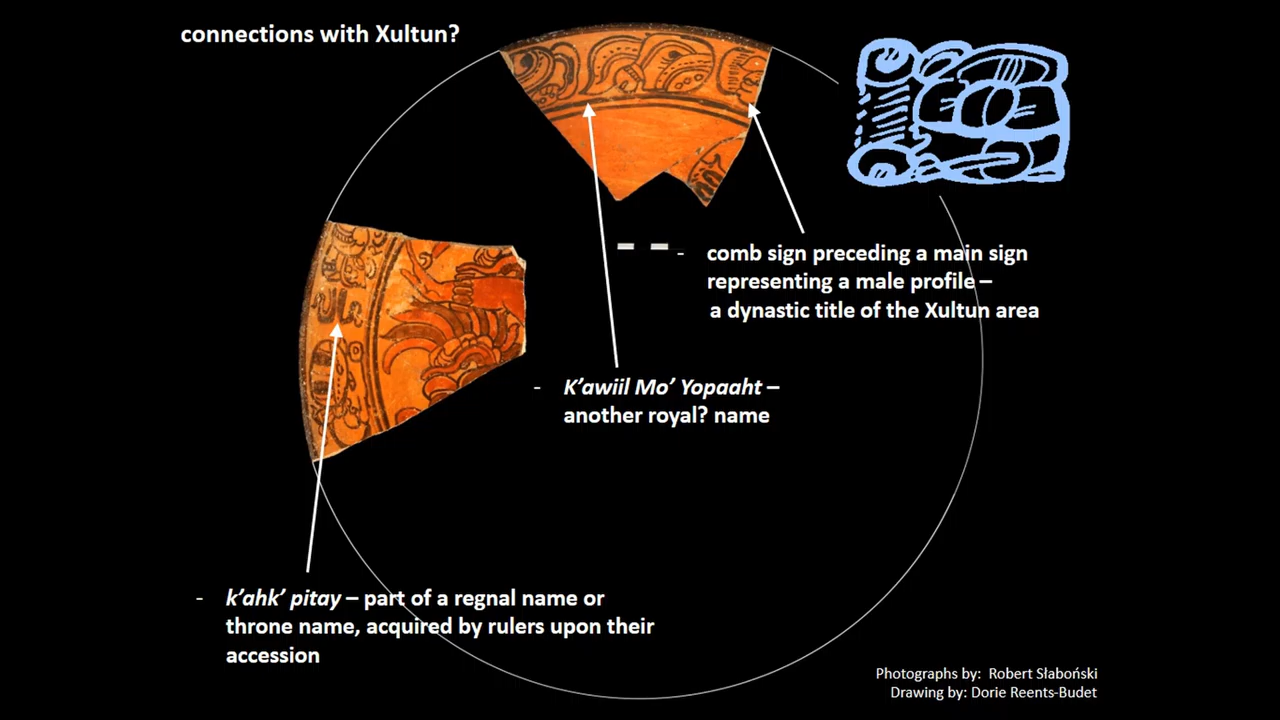 connections with Xultun?
- comb sign preceding a main sign
representing a male profile –
a dynastic title of the Xultun area
- K’awiil Mo’ Yopaaht –
another royal? name
- k’ahk’ pitay – part of a regnal name or
throne name, acquired by rulers upon their
accession
Photographs by: Robert Słaboński
Drawing by: Dorie Reents-Budet